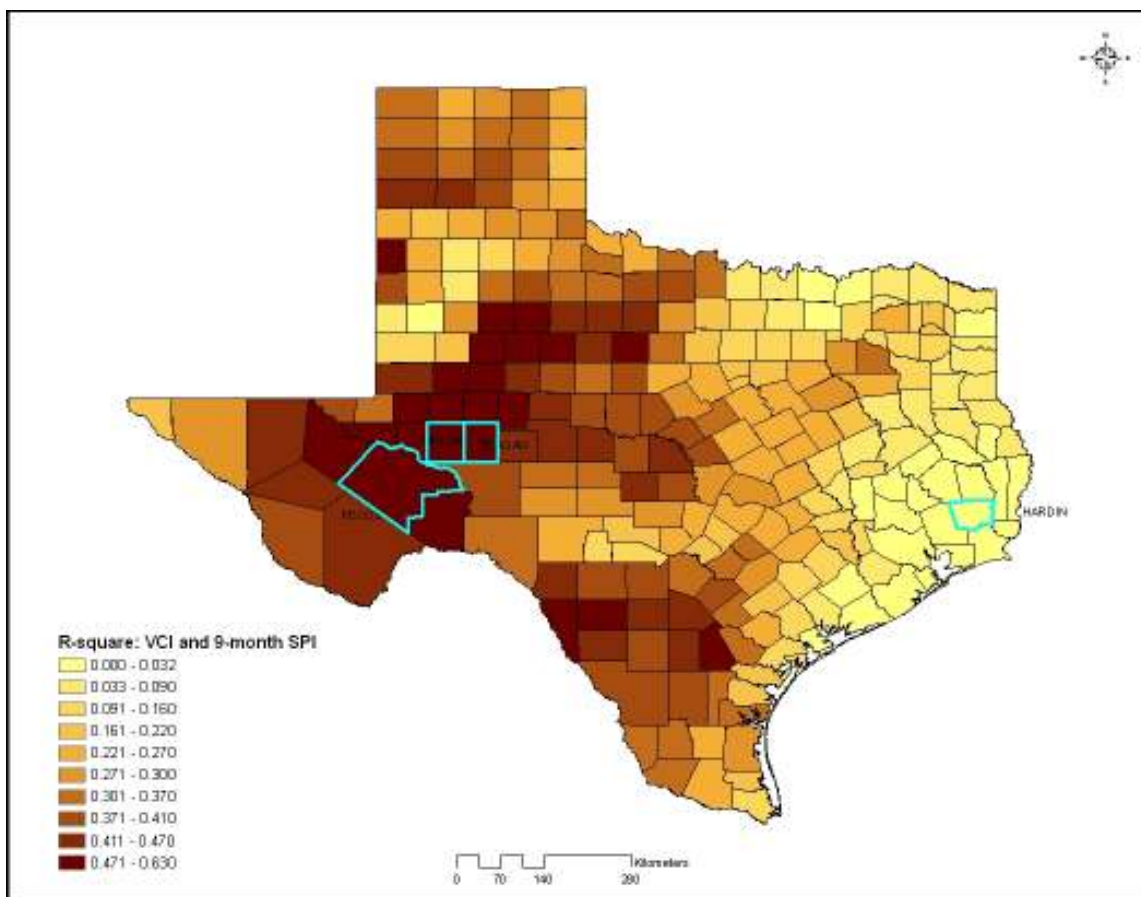 HARDIN
R-square: VCI and 9-month SPI
0.000 - 0.032
0.033 - 0.090
0.091 - 0.160
0.161 - 0.220
0.221 - 0.270
0.271 - 0.300
0.301 - 0.370
0.371 - 0.410
0.411 - 0.470
0.471 - 0.630
Kilometers
0 70 140 280